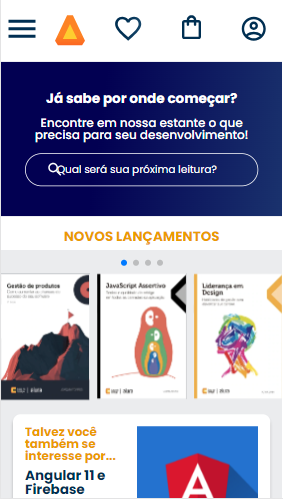 Já sabe por onde começar?
Encontre em nossa estante o que
precisa para seu desenvolvimento!
Qual será sua próxima leitura?
NOVOS LANÇAMENTOS
Gestão de produtos
JavaScript Assertivo
Liderança em
Design
Talvez você
também se
interesse por...
Angular 11 e
Firebase